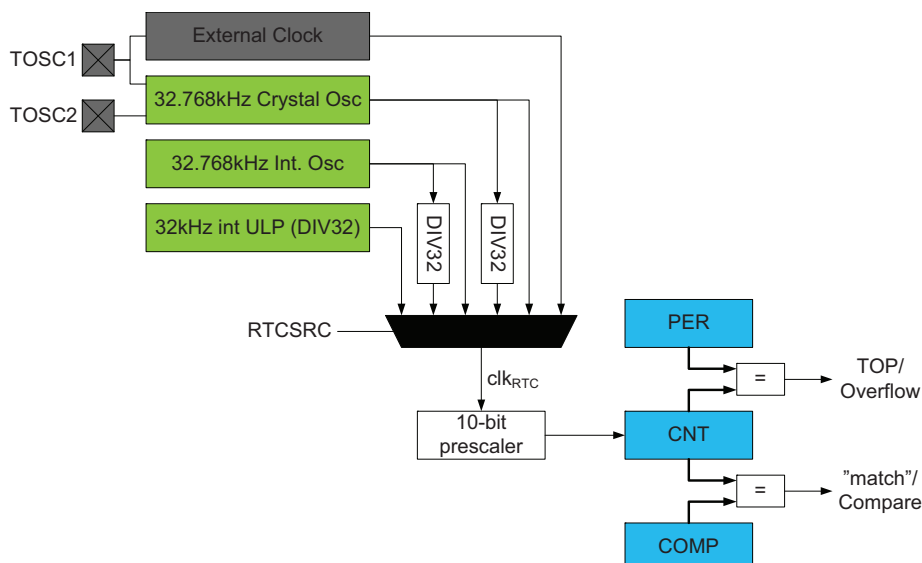 External Clock
TOSC1
32.768kHz Crystal Osc
TOSC2
32.768kHz Int. Osc
32kHz int ULP (DIV32)
DIV32
DIV32
RTCSRC
PER
clkRTC
=
TOP/
Overflow
10-bit
prescaler
CNT
=
”match”/
Compare
COMP